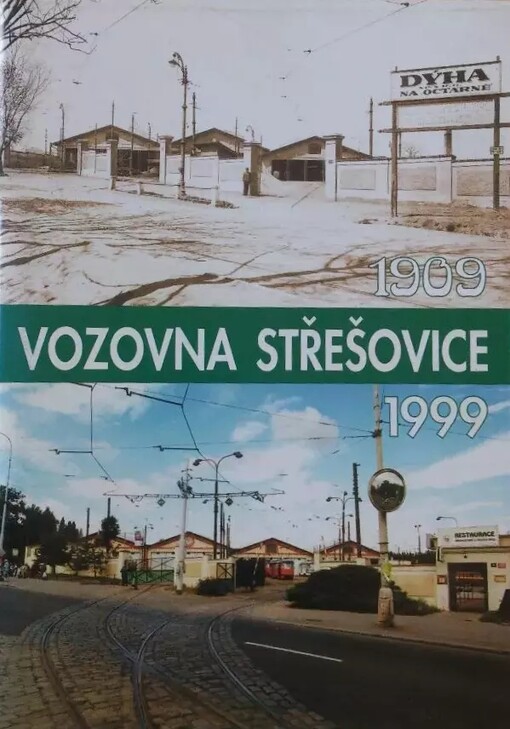 DÝHA
NA OCTÁRNĚ
1909
VOZOVNA STŘEŠOVICE
1999
RESTAURACE